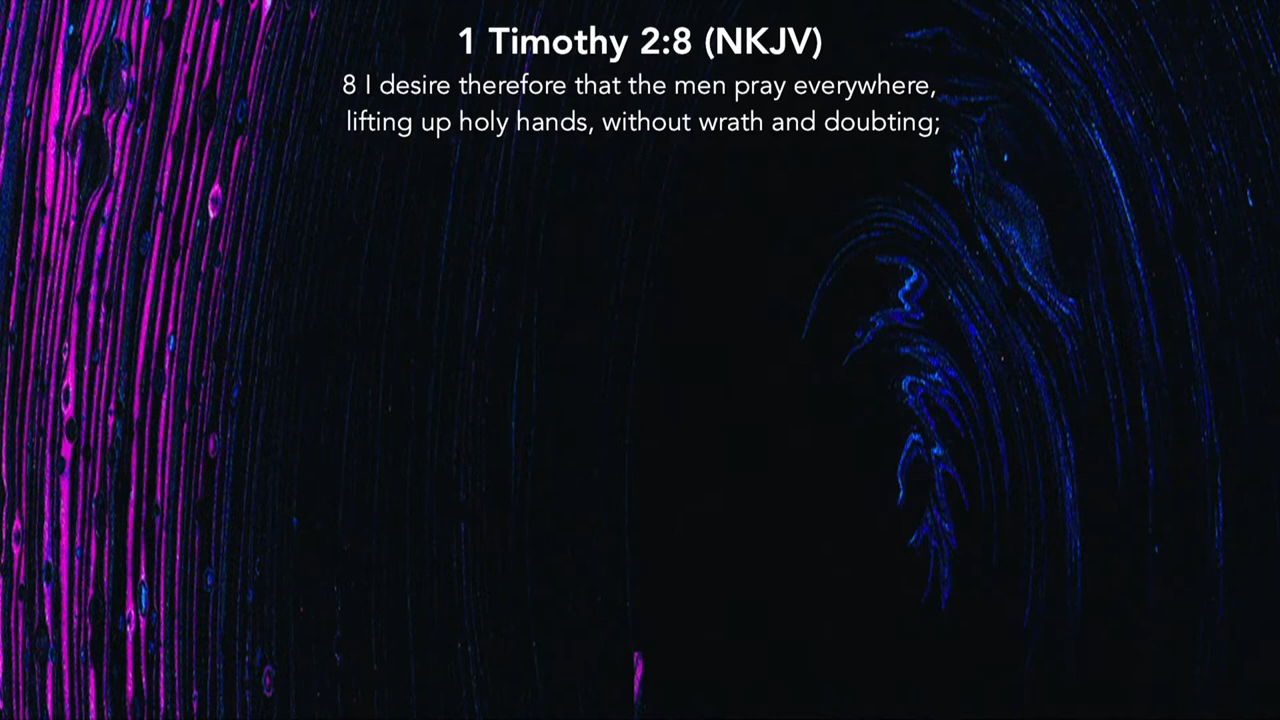 1 Timothy 2:8 (NKJV)
8 I desire therefore that the men pray everywhere,
lifting up holy hands, without wrath and doubting;